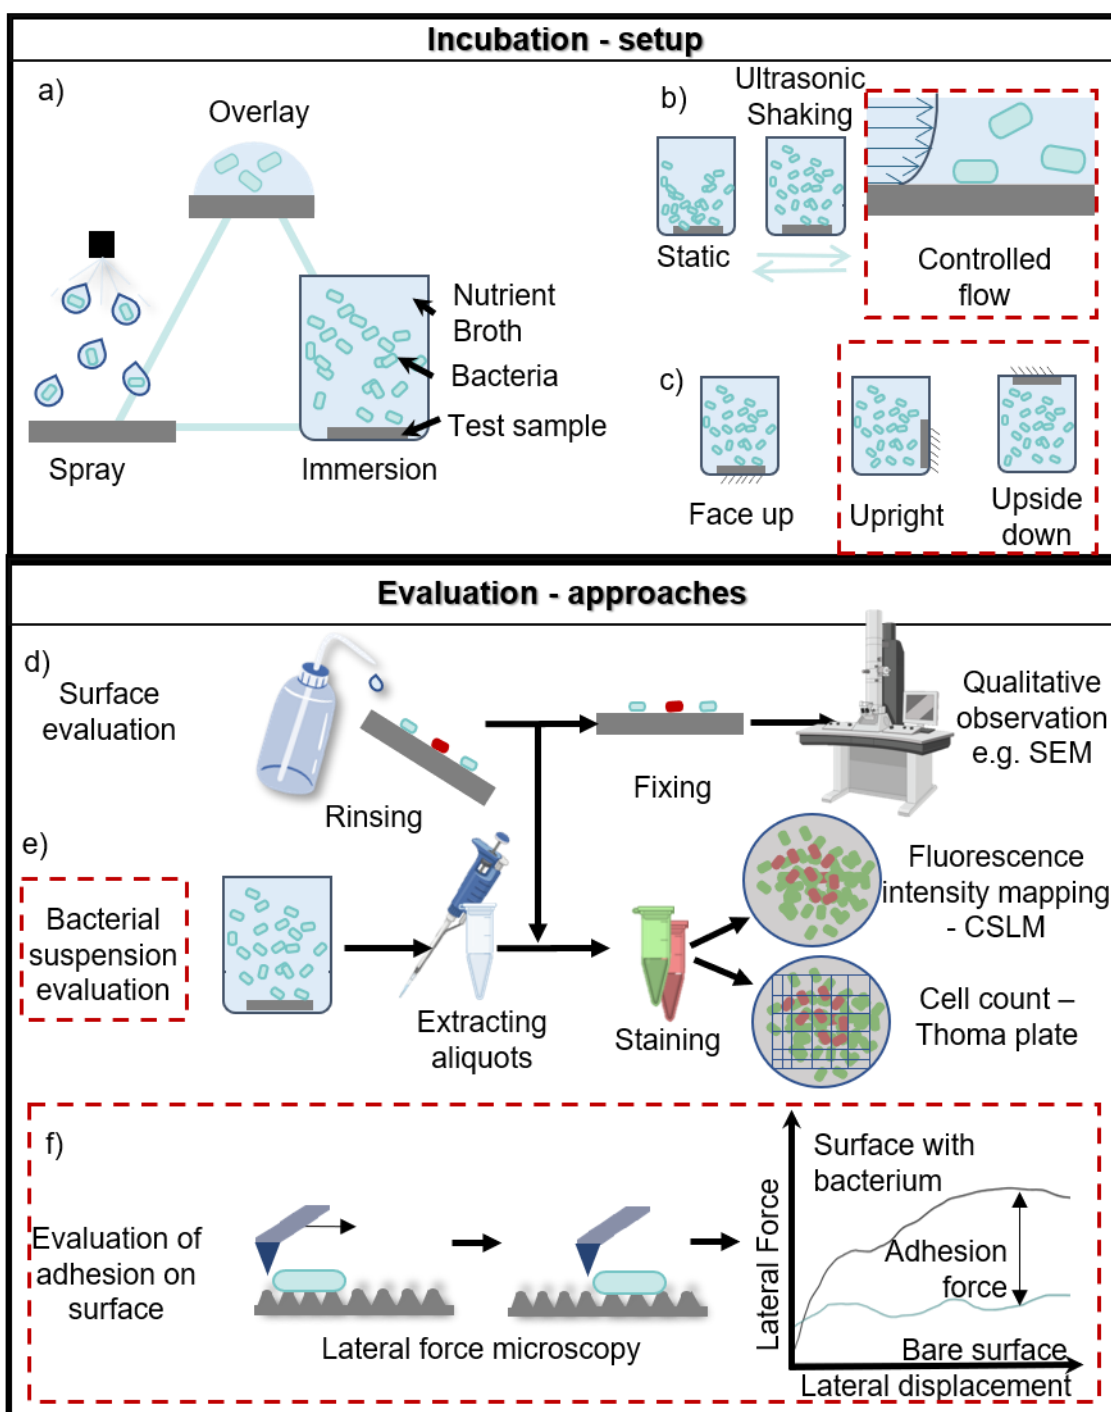 Incubation - setup
a)
Overlay
Spray
Immersion
Nutrient
Broth
Bacteria
Test sample
b)
Ultrasonic
Shaking
Static
Controlled
flow
c)
Face up
Upright
Upside
down
Evaluation - approaches
d)
Surface
evaluation
Rinsing
Fixing
Qualitative
observation
e.g. SEM
e)
Bacterial
suspension
evaluation
Extracting
aliquots
Staining
Fluorescence
intensity mapping
- CSLM
Cell count –
Thoma plate
f)
Evaluation of
adhesion on
surface
Lateral force microscopy
Lateral Force
Surface with
bacterium
Adhesion
force
Bare surface
Lateral displacement